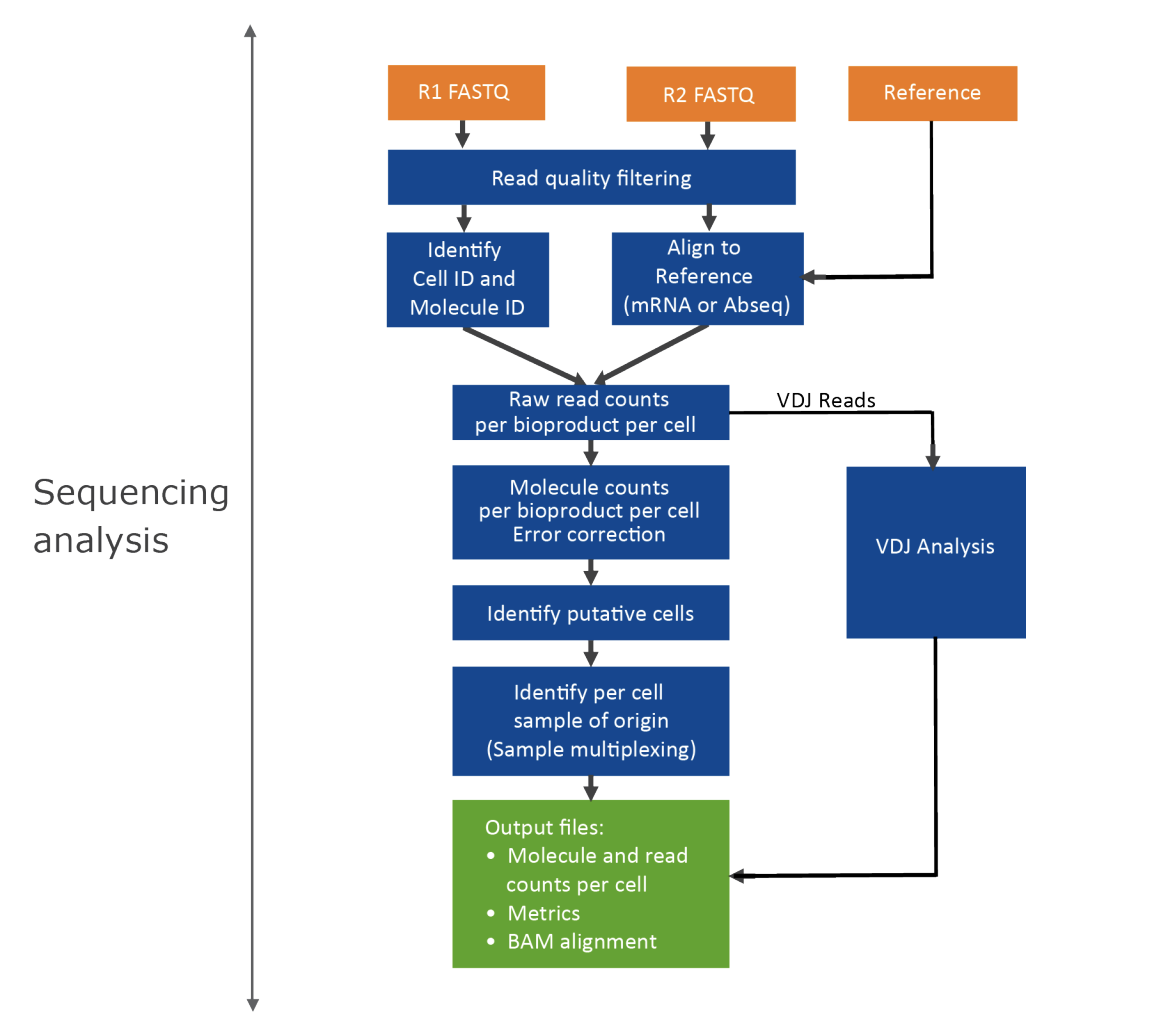 R1 FASTQ
R2 FASTQ
Reference
Read quality filtering
Identify
Cell ID and
Molecule ID
Align to
Reference
(mRNA or Abseq)
Raw read counts
per bioproduct per cell
VDJ Reads
Molecule counts
per bioproduct per cell
Error correction
VDJ Analysis
Sequencing
analysis
Identify putative cells
Identify per cell
sample of origin
(Sample multiplexing)
Output files:
• Molecule and read
counts per cell
• Metrics
• BAM alignment